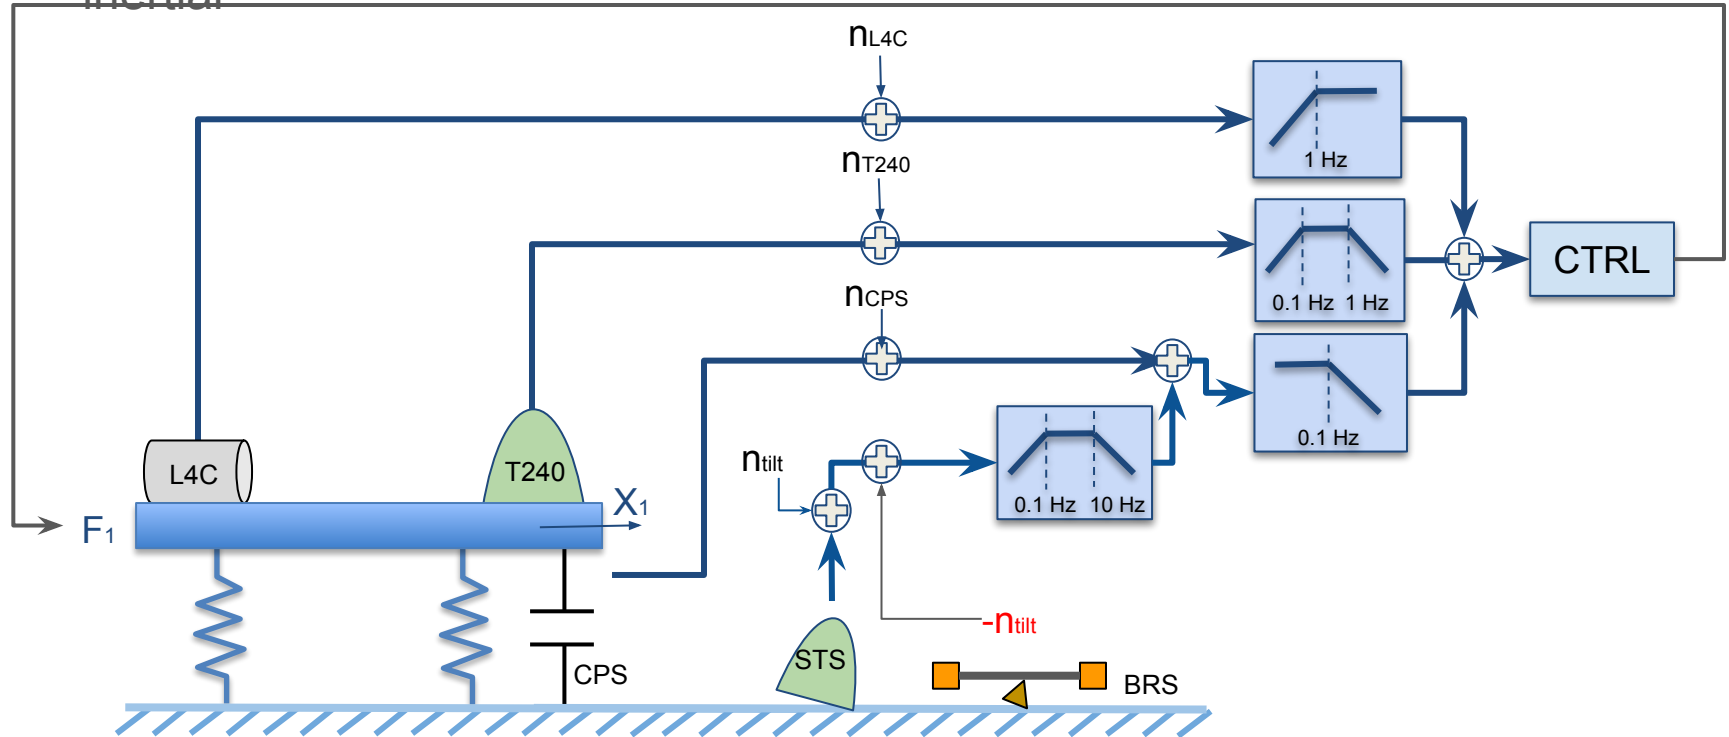 inertial
nL4C
1 Hz
nT240
0.1 Hz 1 Hz
CTRL
nCPS
0.1 Hz
L4C
T240
ntilt
0.1 Hz 10 Hz
X1
F1
-ntilt
STS
CPS
BRS